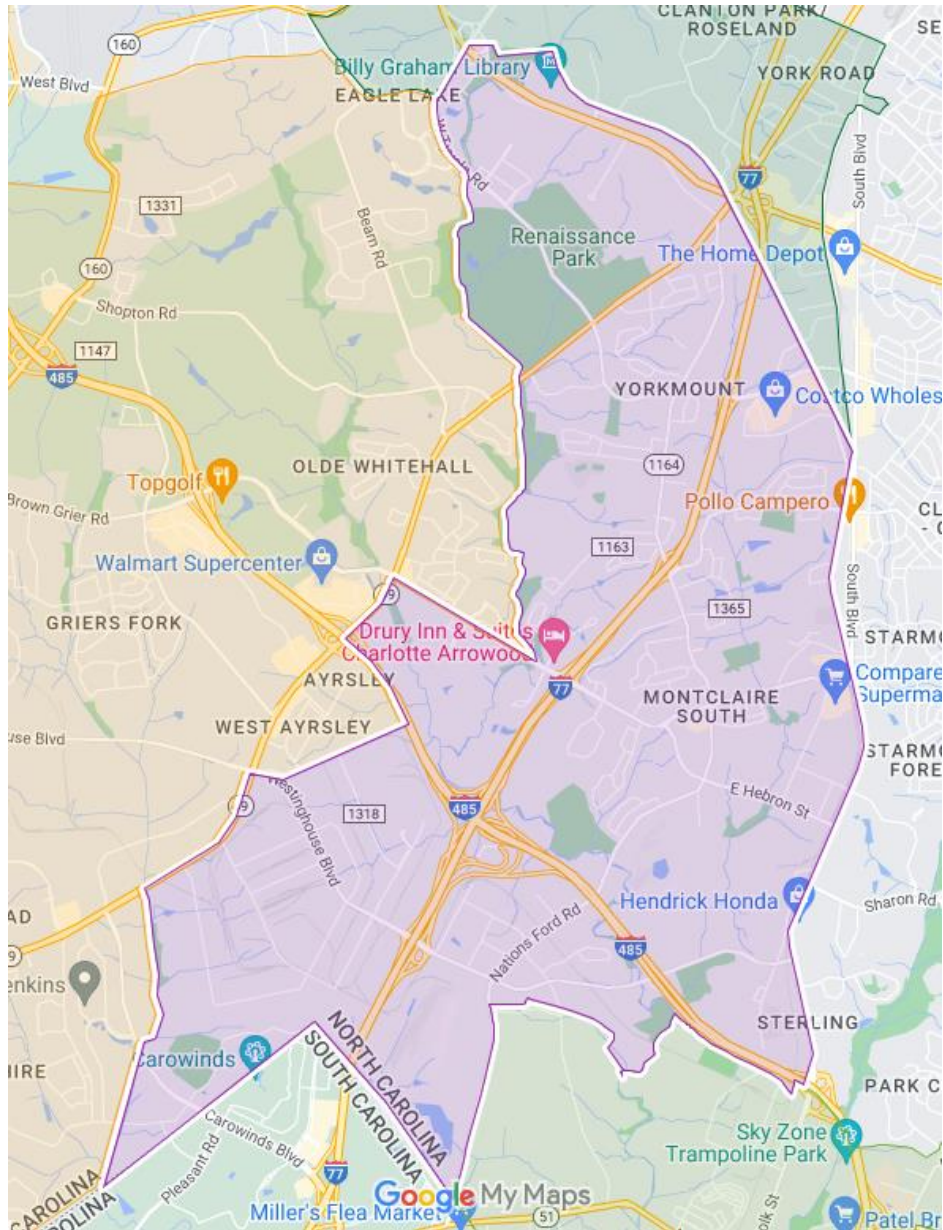 CLANTON PARK/
ROSELAND
SE
160
West Blvd
Billy Graham Library
EAGLE LAKE
YORK ROAD
77
South Blvd
1331
Beam Rd
Renaissance
Park
The Home Depot
160
Shopton Rd
1147
485
YORKMOUNT
Costco Wholes
OLDE WHITEHALL
1164
Topgolf
Pollo Campero
CL
- C
Brown Grier Rd
1163
Walmart Supercenter
South Blvd
1365
GRIERS FORK
Drury Inn & Suites
Charlotte Arrowood
STARMO
AYRSLEY
77
Compare
Superma
MONTCLAIRE
SOUTH
WEST AYRSLEY
use Blvd
STARMO
FORE
Westinghouse Blvd
E Hebron St
485
1318
Hendrick Honda
Sharon Rd
AD
Nations Ford Rd
485
enkins
STERLING
NORTH CAROLINA
SOUTH CAROLINA
Carowinds
HIRE
PARK C
Carowinds Blvd
Pleasant Rd
Sky Zone
Trampoline Park
77
CAROLINA
OLINA
Google My Maps
Miller's Flea Market
51
olk St
Patel Br